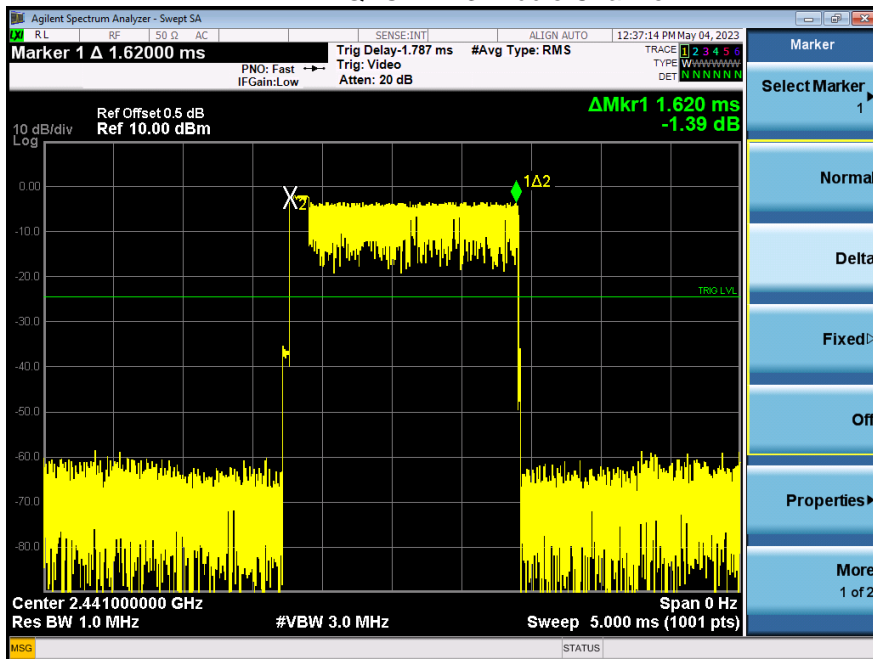 Agilent Spectrum Analyzer - Swept SA
LXI RL RF 50 Ω AC SENSE:INT ALIGN AUTO 12:37:14 PM May 04, 2023
Marker 1 Δ 1.62000 ms
PNO: Fast
IFGain:Low
Trig Delay-1.787 ms
Trig: Video
Atten: 20 dB
#Avg Type: RMS
TRACE 1 2 3 4 5 6
TYPE WWWWWW
DET N N N N N N
ΔMkr1 1.620 ms
-1.39 dB
Ref Offset 0.5 dB
10 dB/div Ref 10.00 dBm
Log
0.00
-10.0
-20.0
-30.0
-40.0
-50.0
-60.0
-70.0
-80.0
X2
1Δ2
TRIG LVL
Center 2.441000000 GHz
Span 0 Hz
Res BW 1.0 MHz
#VBW 3.0 MHz
Sweep 5.000 ms (1001 pts)
MSG
STATUS
Marker
Select Marker
1
Normal
Delta
Fixed
Off
Properties
More
1 of 2